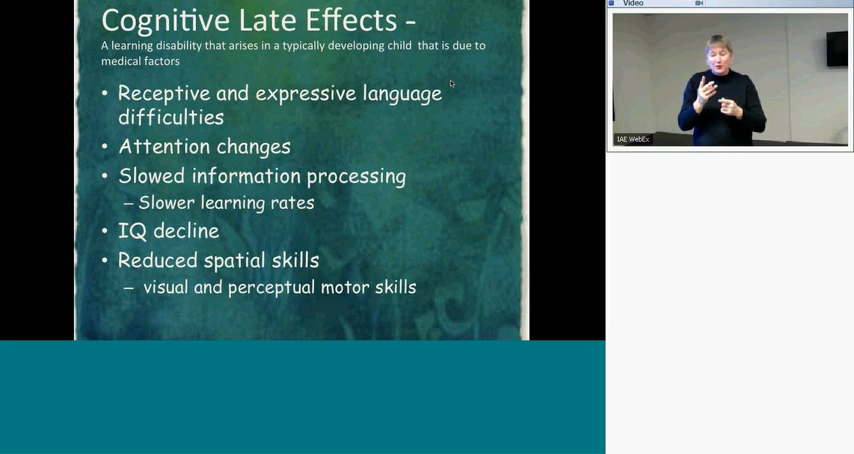 Cognitive Late Effects -
A learning disability that arises in a typically developing child that is due to
medical factors
• Receptive and expressive language
difficulties
• Attention changes
• Slowed information processing
– Slower learning rates
• IQ decline
• Reduced spatial skills
– visual and perceptual motor skills
Video
IAE WebEx